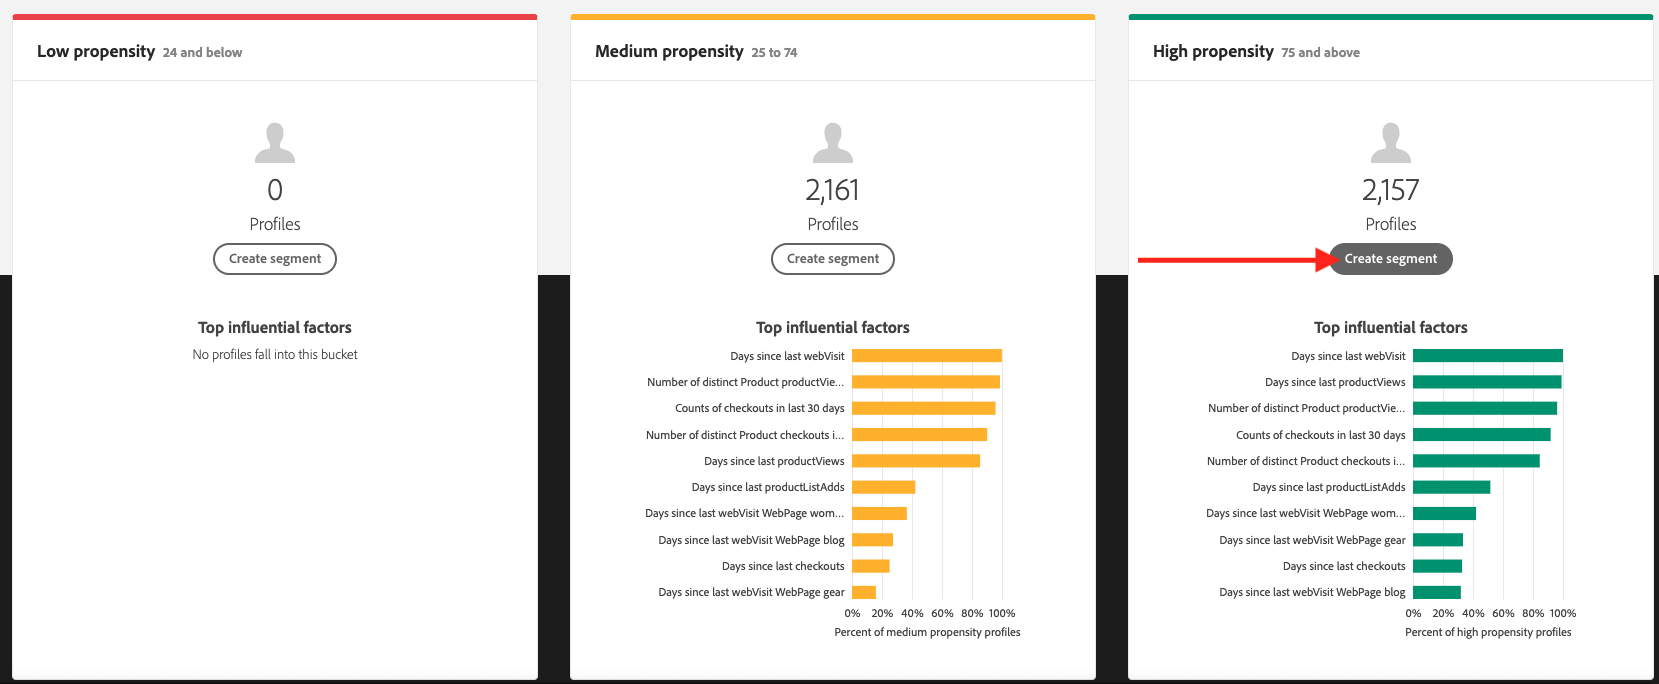 Low propensity 24 and below
0
Profiles
Create segment
Top influential factors
No profiles fall into this bucket
Medium propensity 25 to 74
2,161
Profiles
Create segment
Top influential factors
Days since last webVisit
Number of distinct Product productVie...
Counts of checkouts in last 30 days
Number of distinct Product checkouts i...
Days since last productViews
Days since last productListAdds
Days since last webVisit WebPage wom...
Days since last webVisit WebPage blog
Days since last checkouts
Days since last webVisit WebPage gear
0% 20% 40% 60% 80% 100%
Percent of medium propensity profiles
High propensity 75 and above
2,157
Profiles
Create segment
Top influential factors
Days since last webVisit
Days since last productViews
Number of distinct Product productVie...
Counts of checkouts in last 30 days
Number of distinct Product checkouts i...
Days since last productListAdds
Days since last webVisit WebPage wom...
Days since last webVisit WebPage gear
Days since last checkouts
Days since last webVisit WebPage blog
0% 20% 40% 60% 80% 100%
Percent of high propensity profiles